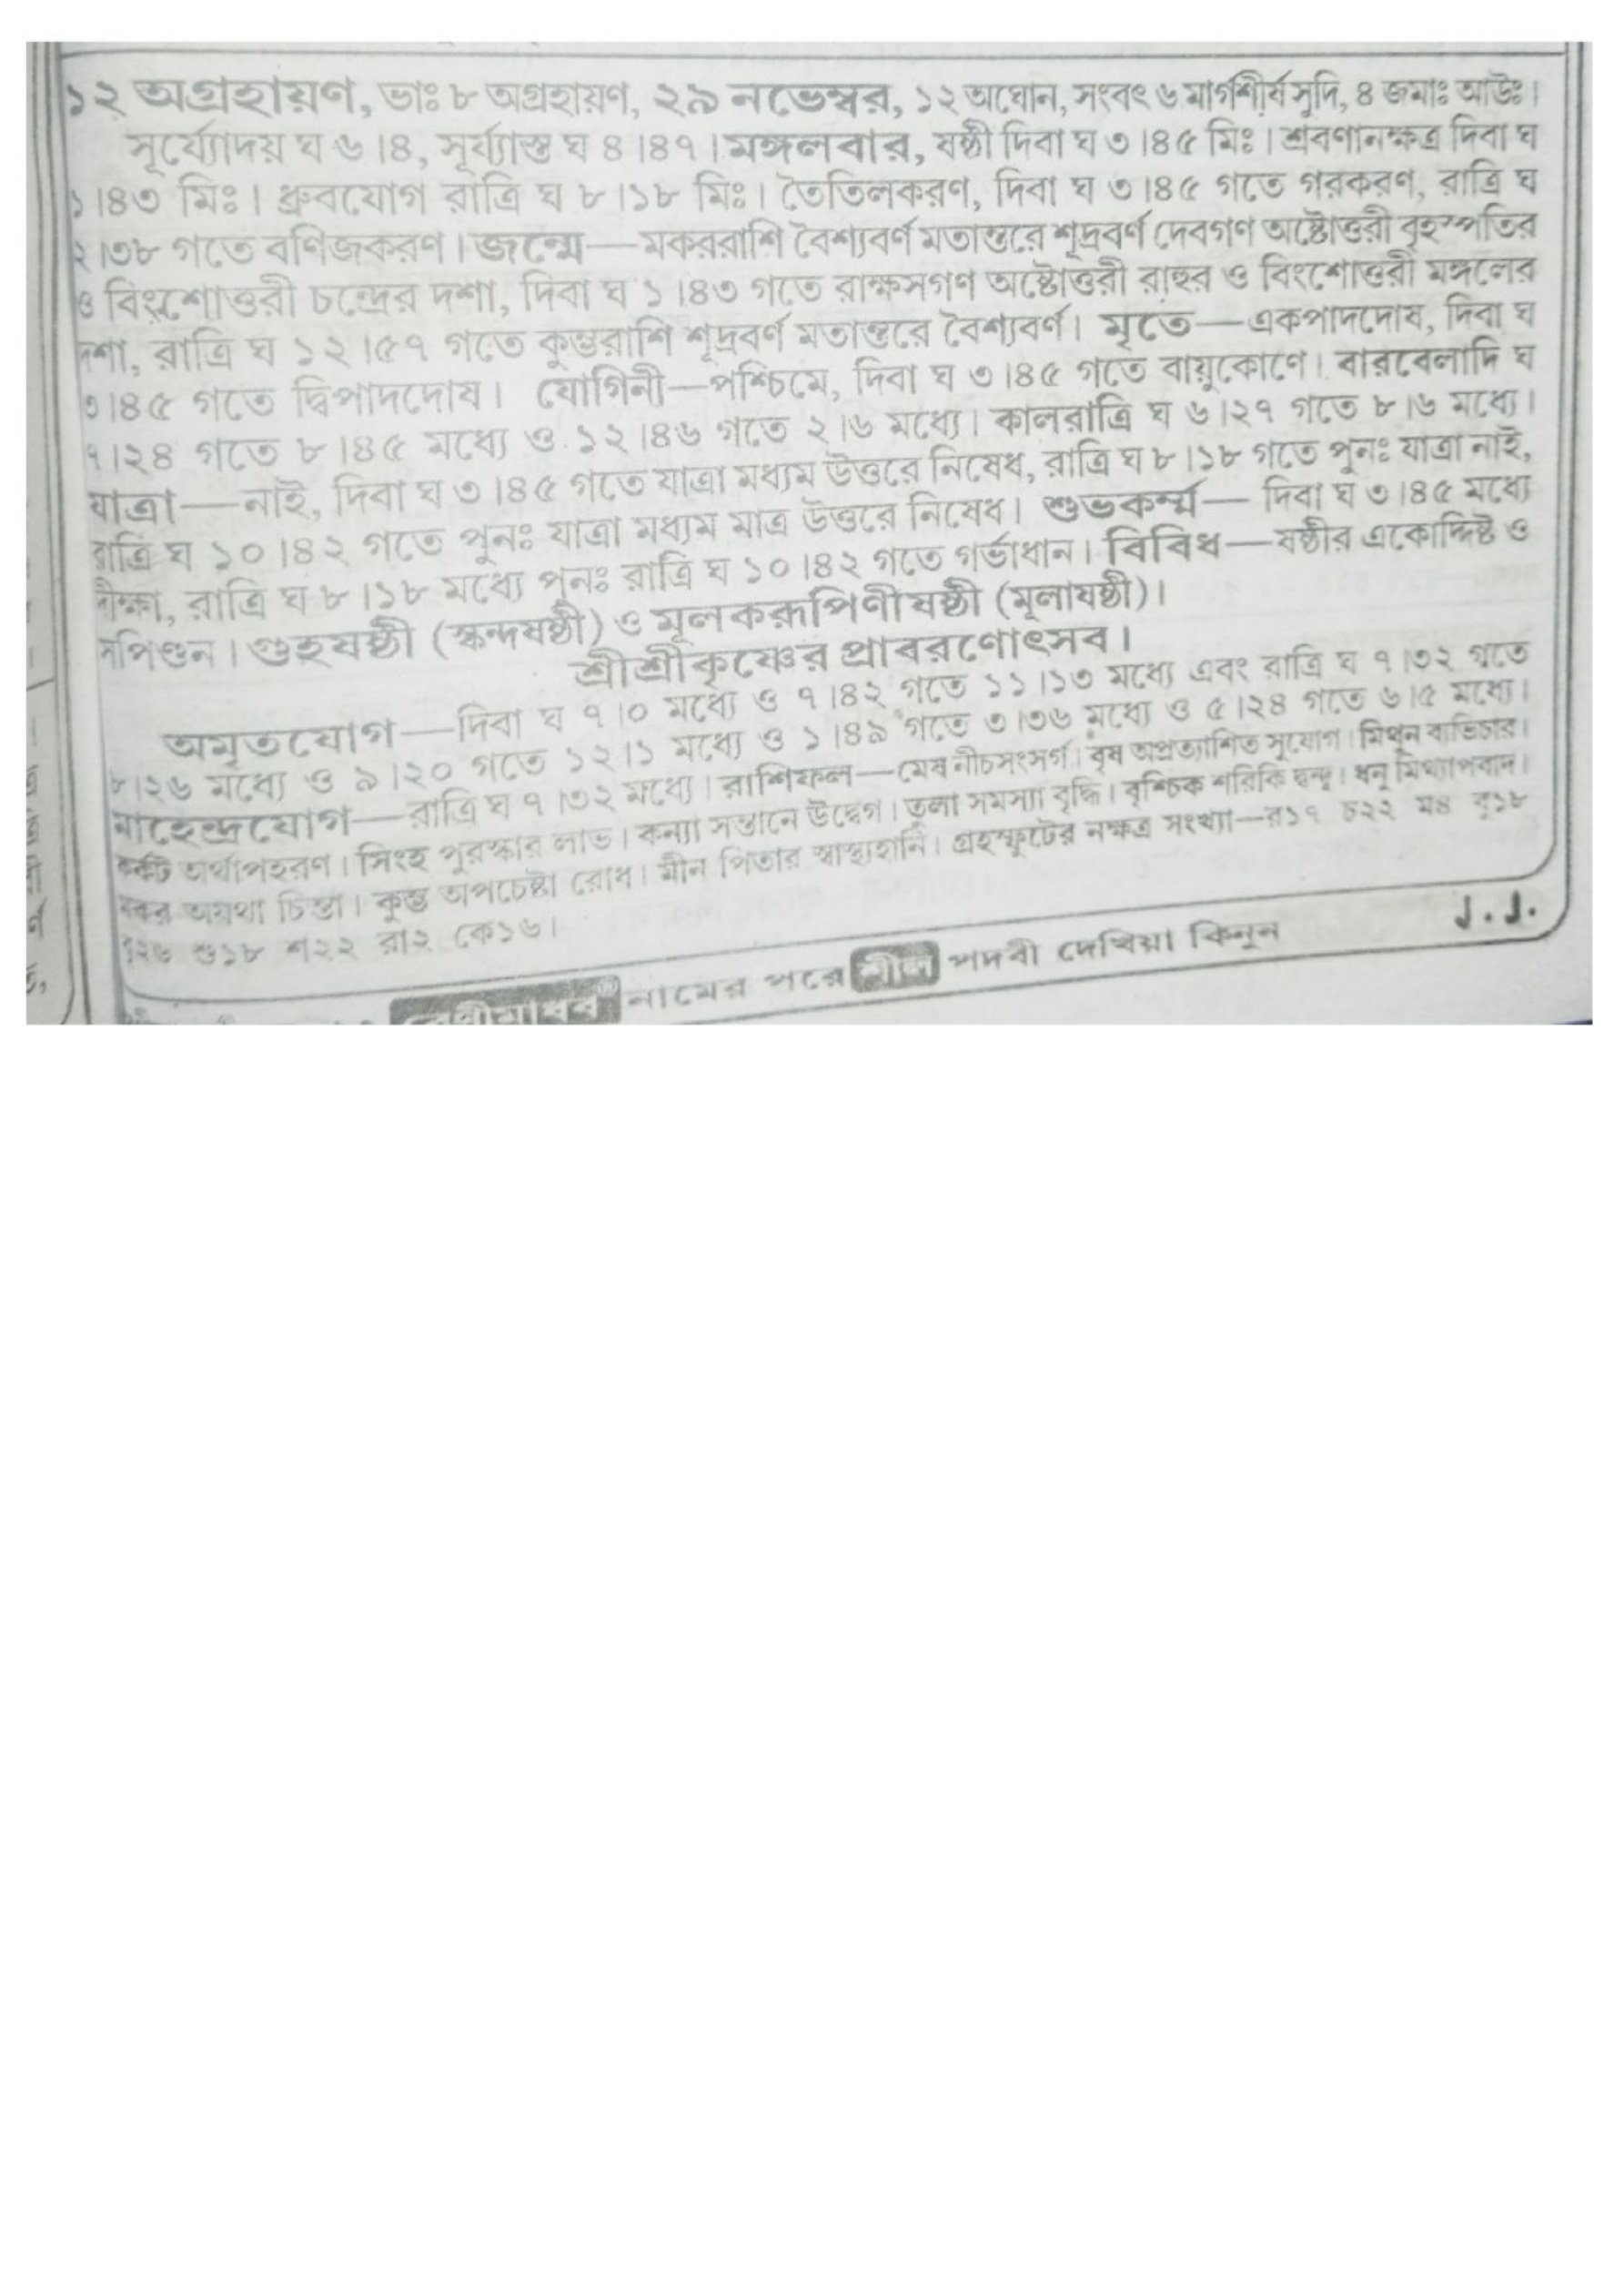 ১২ অগ্রহায়ণ, ভাঃ ৮ অগ্রহায়ণ, ২৯ নভেম্বর, ১২ অঘোন, সংবৎ ৬ মার্গশীর্ষ সুদি, ৪ জমাঃ আউঃ।
সূর্য্যোদয় ঘ ৬।৪, সূর্য্যাস্ত ঘ ৪।৪৭। মঙ্গলবার, ষষ্ঠী দিবা ঘ ৩।৪৫ মিঃ। শ্রবণানক্ষত্র দিবা ঘ
১।৪৩ মিঃ। ধ্রুবযোগ রাত্রি ঘ ৮।১৮ মিঃ। তৈতিলকরণ, দিবা ঘ ৩।৪৫ গতে গরকরণ, রাত্রি ঘ
২।৩৮ গতে বণিজকরণ। জন্মে—মকররাশি বৈশ্যবর্ণ মতান্তরে শূদ্রবর্ণ দেবগণ অষ্টোত্তরী বৃহস্পতির
ও বিংশোত্তরী চন্দ্রের দশা, দিবা ঘ ১।৪৩ গতে রাক্ষসগণ অষ্টোত্তরী রাহুর ও বিংশোত্তরী মঙ্গলের
দশা, রাত্রি ঘ ১২।৫৭ গতে কুম্ভরাশি শূদ্রবর্ণ মতান্তরে বৈশ্যবর্ণ। মৃতে—একপাদদোষ, দিবা ঘ
৩।৪৫ গতে দ্বিপাদদোষ। যোগিনী—পশ্চিমে, দিবা ঘ ৩।৪৫ গতে বায়ুকোণে। বারবেলাদি ঘ
৭।২৪ গতে ৮।৪৫ মধ্যে ও ১২।৪৬ গতে ২।৬ মধ্যে। কালরাত্রি ঘ ৬।২৭ গতে ৮।৬ মধ্যে।
যাত্রা—নাই, দিবা ঘ ৩।৪৫ গতে যাত্রা মধ্যম উত্তরে নিষেধ, রাত্রি ঘ ৮।১৮ গতে পুনঃ যাত্রা নাই,
রাত্রি ঘ ১০।৪২ গতে পুনঃ যাত্রা মধ্যম মাত্র উত্তরে নিষেধ। শুভকর্ম্ম— দিবা ঘ ৩।৪৫ মধ্যে
দীক্ষা, রাত্রি ঘ ৮।১৮ মধ্যে পুনঃ রাত্রি ঘ ১০।৪২ গতে গর্ভাধান। বিবিধ—ষষ্ঠীর একোদ্দিষ্ট ও
সপিণ্ডন। গুহষষ্ঠী (স্কন্দষষ্ঠী) ও মূলকরূপিণীষষ্ঠী (মূলাষষ্ঠী)।
শ্রীশ্রীকৃষ্ণের প্রাবরণোৎসব।
অমৃতযোগ—দিবা ঘ ৭।০ মধ্যে ও ৭।৪২ গতে ১১।১৩ মধ্যে এবং রাত্রি ঘ ৭।৩২ গতে
৮।২৬ মধ্যে ও ৯।২০ গতে ১২।১ মধ্যে ও ১।৪৯ গতে ৩।৩৬ মধ্যে ও ৫।২৪ গতে ৬।৫ মধ্যে।
মাহেন্দ্রযোগ—রাত্রি ঘ ৭।৩২ মধ্যে। রাশিফল—মেষ নীচসংসর্গ। বৃষ অপ্রত্যাশিত সুযোগ। মিথুন ব্যভিচার।
কর্কট অর্থাপহরণ। সিংহ পুরস্কার লাভ। কন্যা সন্তানে উদ্বেগ। তুলা সমস্যা বৃদ্ধি। বৃশ্চিক শরিকি দ্বন্দ্ব। ধনু মিথ্যাপবাদ।
মকর অযথা চিন্তা। কুম্ভ অপচেষ্টা রোধ। মীন পিতার স্বাস্থ্যহানি। গ্রহস্ফুটের নক্ষত্র সংখ্যা—র১৭ চ২২ ম৪ বু১৮
বৃ২৬ শু১৮ শ২২ রা২ কে১৬।
J.J.
নামের পরে শীল পদবী দেখিয়া কিনুন